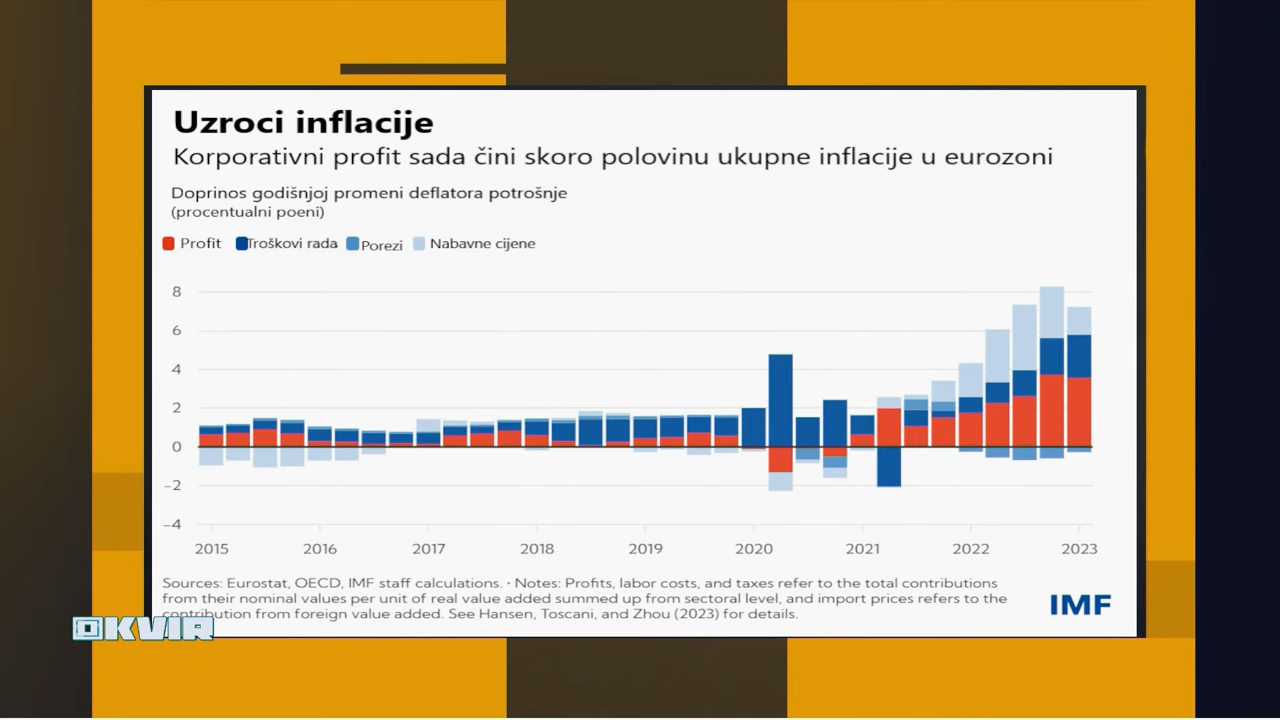 Uzroci inflacije
Korporativni profit sada čini skoro polovinu ukupne inflacije u eurozoni
Doprinos godišnjoj promeni deflatora potrošnje
(procentualni poeni)
Profit Troškovi rada Porezi Nabavne cijene
8
6
4
2
0
−2
−4
2015 2016 2017 2018 2019 2020 2021 2022 2023
Sources: Eurostat, OECD, IMF staff calculations. · Notes: Profits, labor costs, and taxes refer to the total contributions
from their nominal values per unit of real value added summed up from sectoral level, and import prices refers to the
contribution from foreign value added. See Hansen, Toscani, and Zhou (2023) for details.
IMF
OKVIR